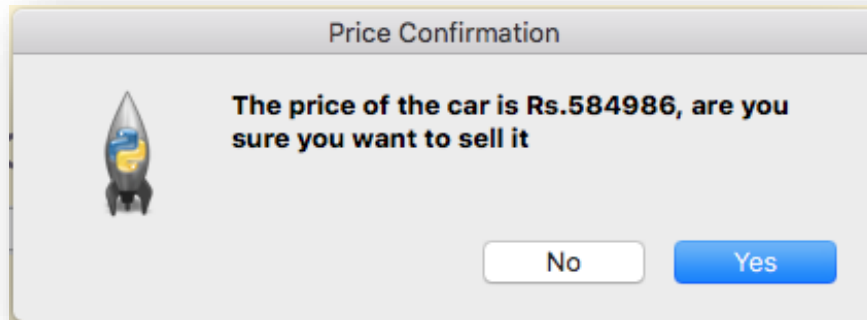 Price Confirmation
The price of the car is Rs.584986, are you
sure you want to sell it
No
Yes